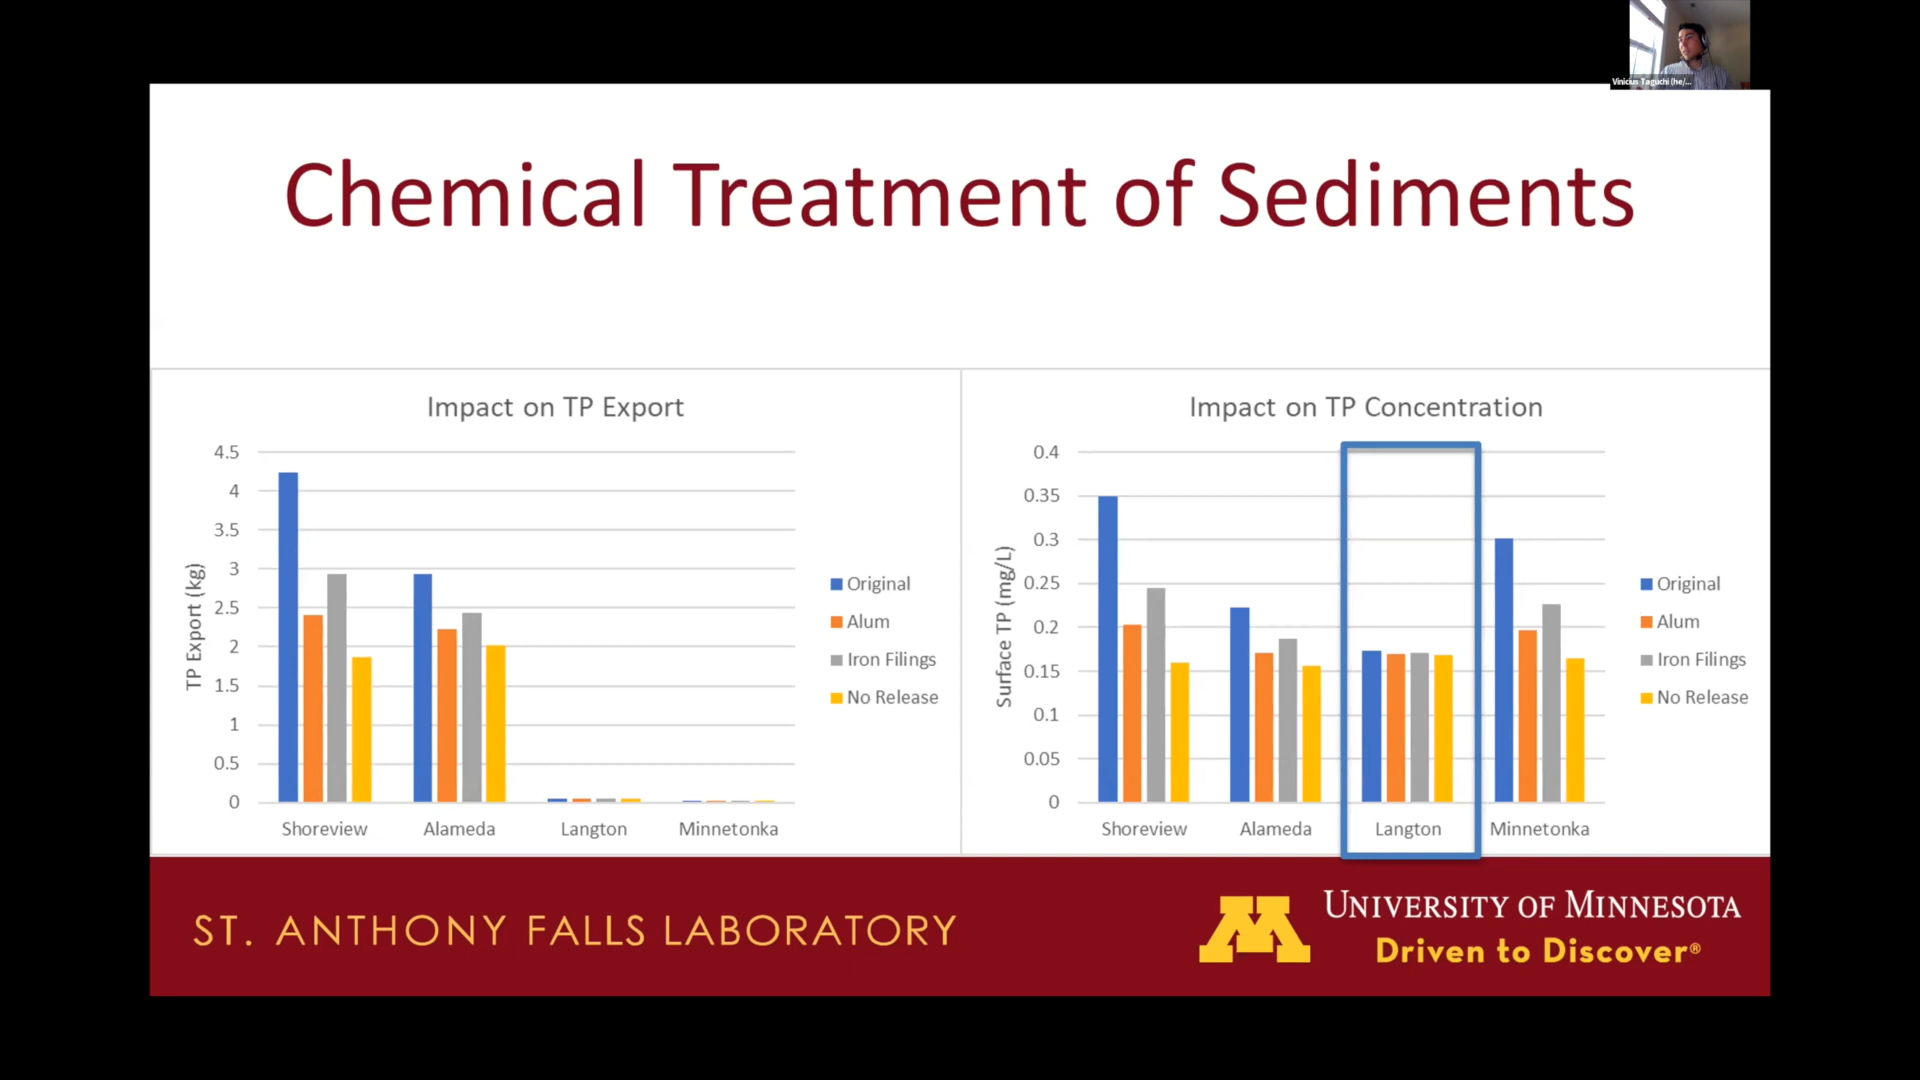 Vinicius Taguchi (he/...
Chemical Treatment of Sediments
Impact on TP Export
4.5
4
3.5
3
2.5
2
1.5
1
0.5
0
TP Export (kg)
Shoreview
Alameda
Langton
Minnetonka
Original
Alum
Iron Filings
No Release
Impact on TP Concentration
0.4
0.35
0.3
0.25
0.2
0.15
0.1
0.05
0
Surface TP (mg/L)
Shoreview
Alameda
Langton
Minnetonka
Original
Alum
Iron Filings
No Release
ST. ANTHONY FALLS LABORATORY
M
UNIVERSITY OF MINNESOTA
Driven to Discover®